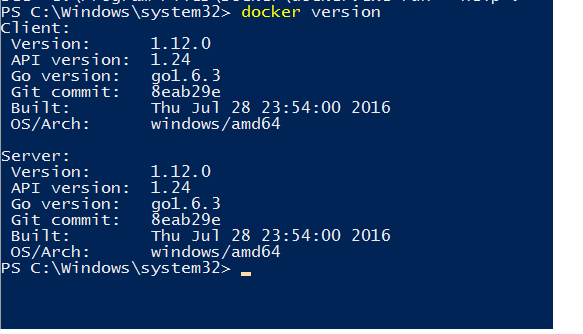 PS C:\Windows\system32> docker version
Client:
 Version:      1.12.0
 API version:  1.24
 Go version:   go1.6.3
 Git commit:   8eab29e
 Built:        Thu Jul 28 23:54:00 2016
 OS/Arch:      windows/amd64

Server:
 Version:      1.12.0
 API version:  1.24
 Go version:   go1.6.3
 Git commit:   8eab29e
 Built:        Thu Jul 28 23:54:00 2016
 OS/Arch:      windows/amd64
PS C:\Windows\system32>